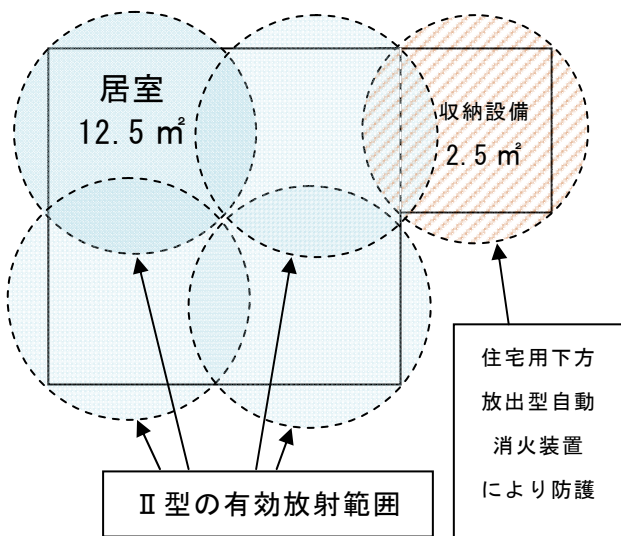 居室
12.5 ㎡
収納設備
2.5 ㎡
Ⅱ型の有効放射範囲
住宅用下方
放出型自動
消火装置
により防護